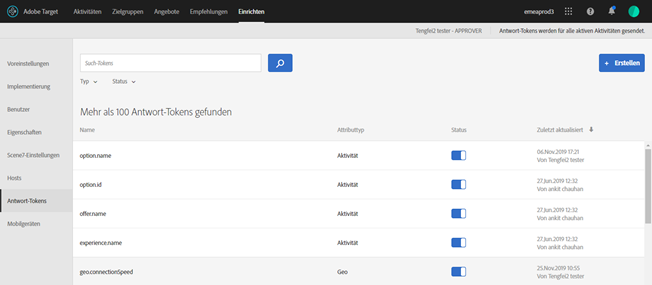 Adobe Target Aktivitäten Zielgruppen Angebote Empfehlungen Einrichten emeaprod3
Tengfei2 tester - APPROVER Antwort-Tokens werden für alle aktiven Aktivitäten gesendet.
Voreinstellungen
Implementierung
Benutzer
Eigenschaften
Scene7-Einstellungen
Hosts
Antwort-Tokens
Mobilgeräten
Such-Tokens
+ Erstellen
Typ Status
Mehr als 100 Antwort-Tokens gefunden
Name Attributtyp Status Zuletzt aktualisiert
option.name Aktivität 06.Nov.2019 17:21
Von Tengfei2 tester
option.id Aktivität 27.Jun.2019 12:32
Von ankit chauhan
offer.name Aktivität 27.Jun.2019 12:32
Von ankit chauhan
experience.name Aktivität 27.Jun.2019 12:32
Von ankit chauhan
geo.connectionSpeed Geo 25.Nov.2019 10:55
Von Tengfei2 tester